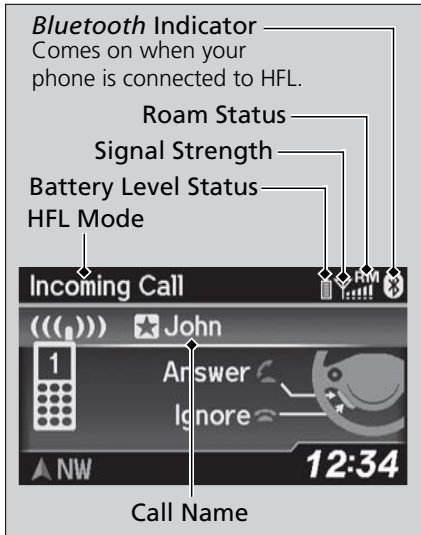 Bluetooth Indicator
Comes on when your
phone is connected to HFL.
Roam Status
Signal Strength
Battery Level Status
HFL Mode
Incoming Call
RM
John
1
Answer
Ignore
NW
12:34
Call Name